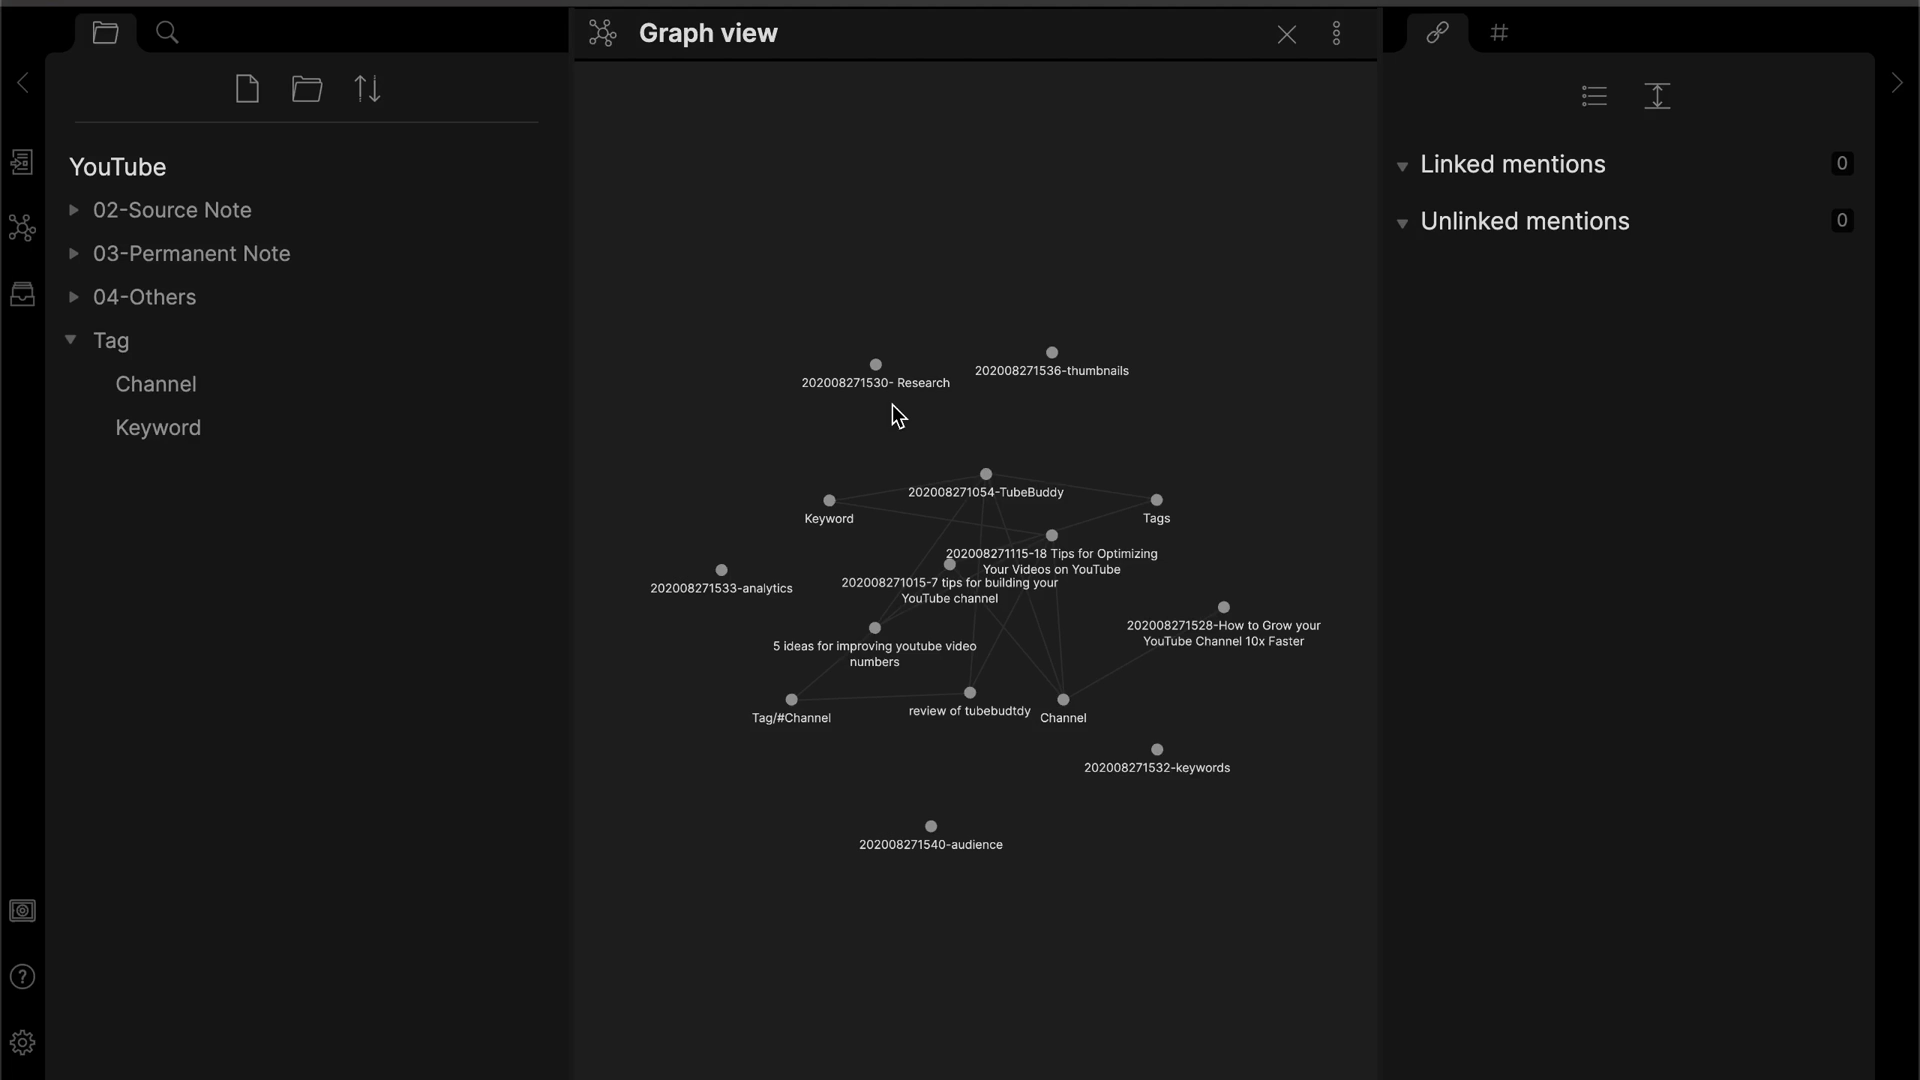 Graph view
YouTube
02-Source Note
03-Permanent Note
04-Others
Tag
Channel
Keyword
202008271530- Research
202008271536-thumbnails
202008271054-TubeBuddy
Keyword
Tags
202008271115-18 Tips for Optimizing
Your Videos on YouTube
202008271533-analytics
202008271015-7 tips for building your
YouTube channel
202008271528-How to Grow your
YouTube Channel 10x Faster
5 ideas for improving youtube video
numbers
Tag/#Channel
review of tubebudtdy
Channel
202008271532-keywords
202008271540-audience
Linked mentions
0
Unlinked mentions
0